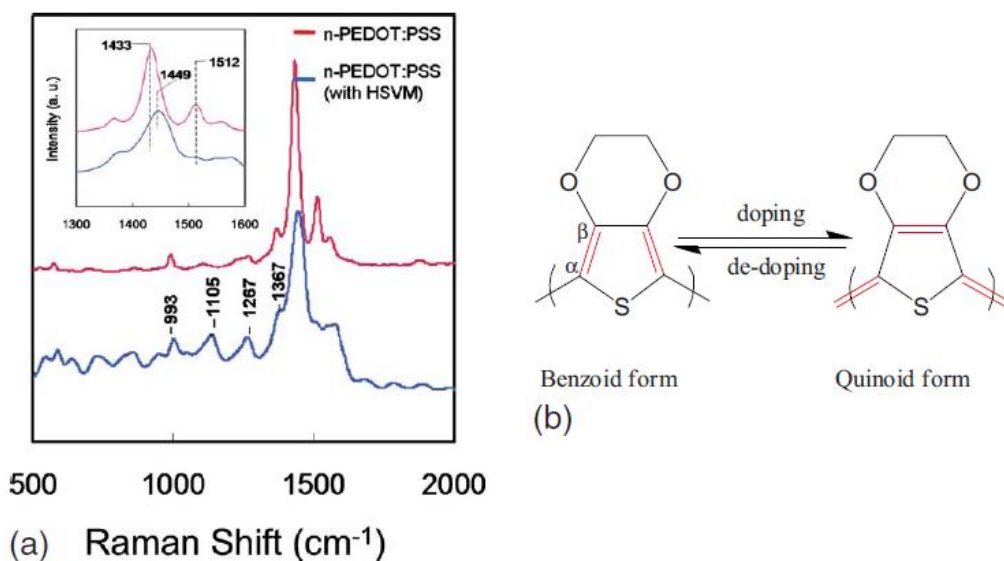 n-PEDOT:PSS
n-PEDOT:PSS
(with HSVM)
1433
1449
1512
Intensity (a. u.)
1300 1400 1500 1600
993
1105
1267
1367
500 1000 1500 2000
(a) Raman Shift (cm-1)
O O
β
α
S
doping
de-doping
O O
S
Benzoid form
Quinoid form
(b)